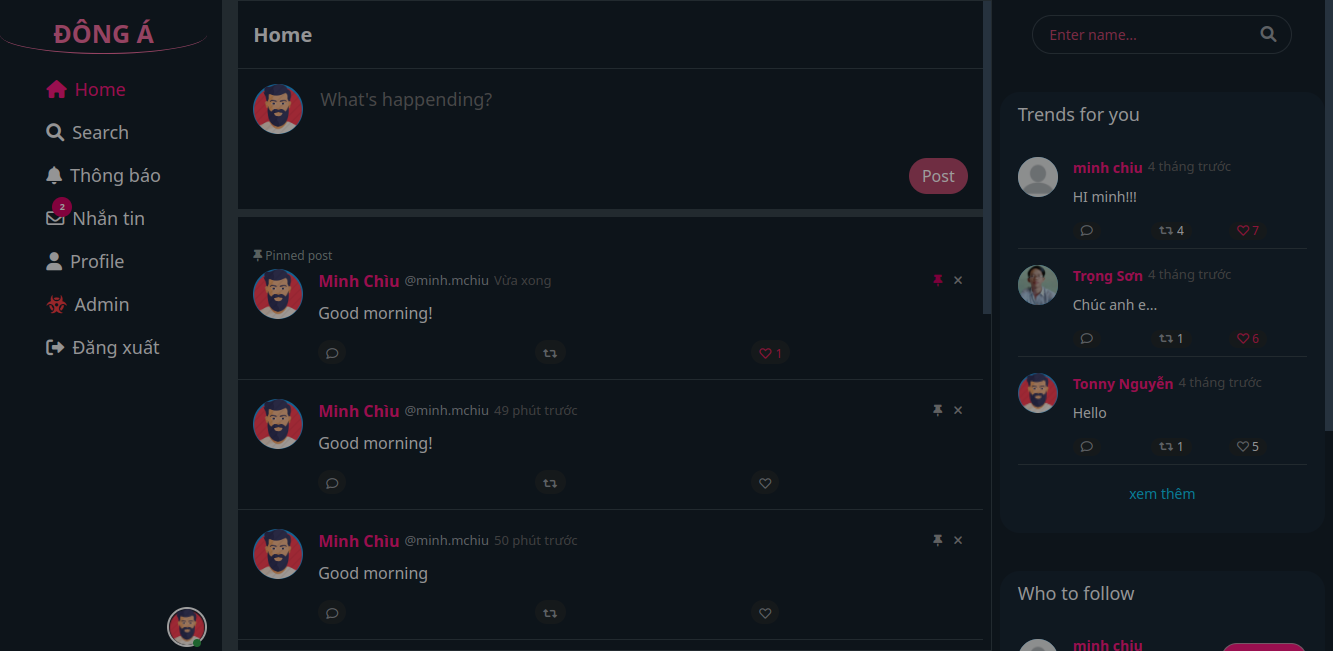 ĐÔNG Á
Home
Search
Thông báo
2
Nhắn tin
Profile
Admin
Đăng xuất
Home
What's happending?
Post
Pinned post
Minh Chìu @minh.mchiu Vừa xong
Good morning!
1
Minh Chìu @minh.mchiu 49 phút trước
Good morning!
Minh Chìu @minh.mchiu 50 phút trước
Good morning
Enter name...
Trends for you
minh chiu 4 tháng trước
HI minh!!!
4 7
Trọng Sơn 4 tháng trước
Chúc anh e...
1 6
Tonny Nguyễn 4 tháng trước
Hello
1 5
xem thêm
Who to follow
minh chiu